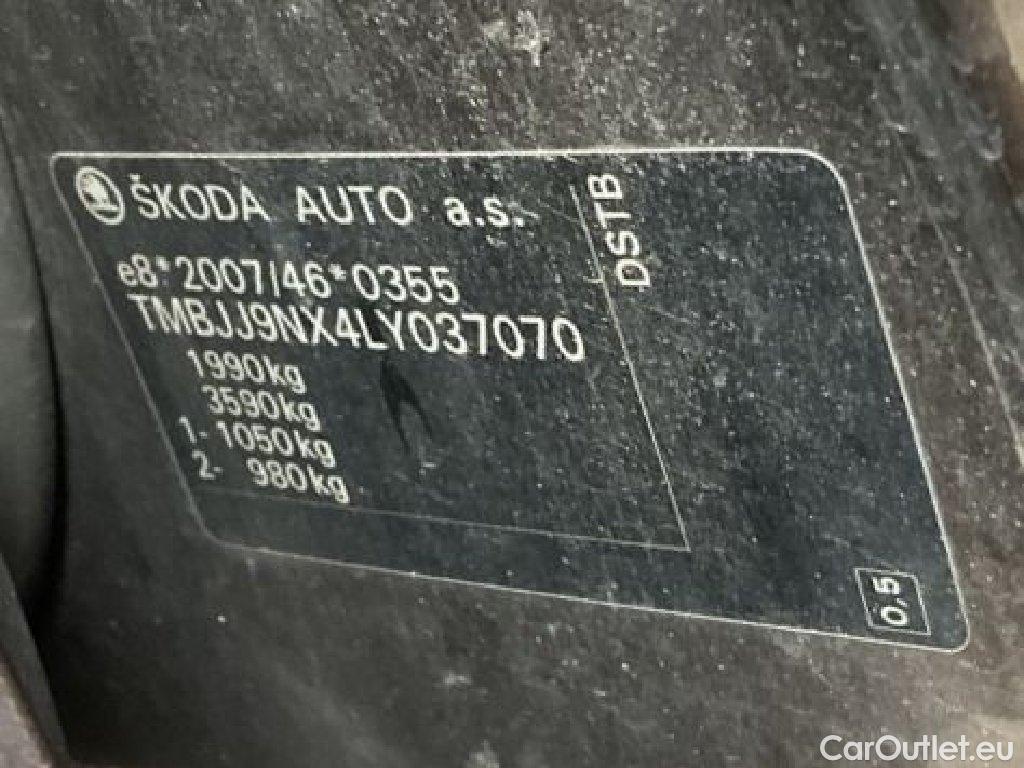 ŠKODA AUTO a.s.
e8*2007/46*0355
TMBJJ9NX4LY037070
1990kg
3590kg
1- 1050kg
2- 980kg
DSTB
0,5
CarOutlet.eu